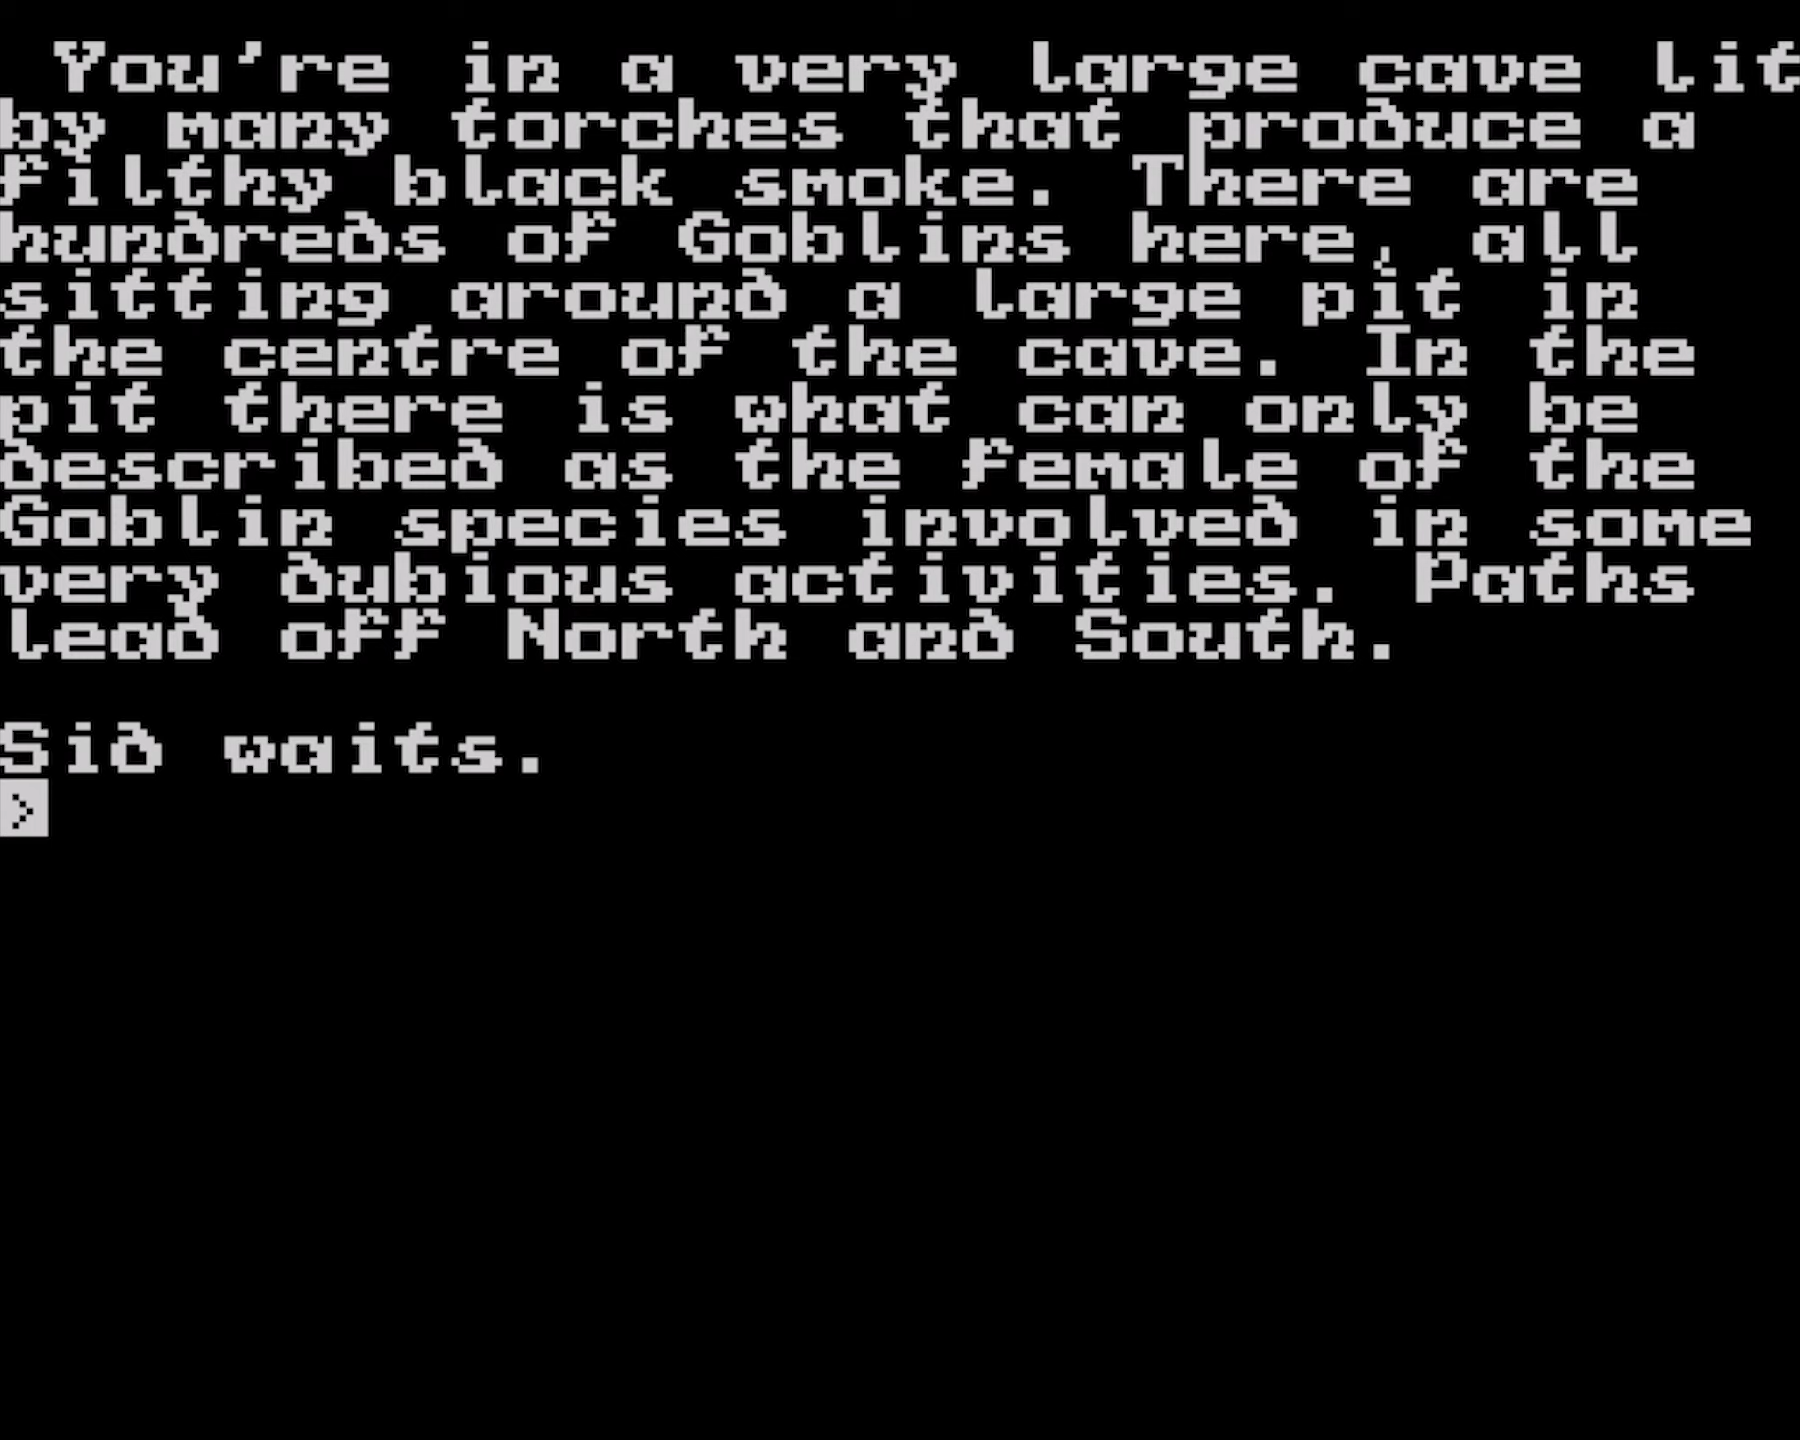 You're in a very large cave lit
by many torches that produce a
filthy black smoke. There are
hundreds of Goblins here, all
sitting around a large pit in
the centre of the cave. In the
pit there is what can only be
described as the female of the
Goblin species involved in some
very dubious activities. Paths
lead off North and South.
Sid waits.
>